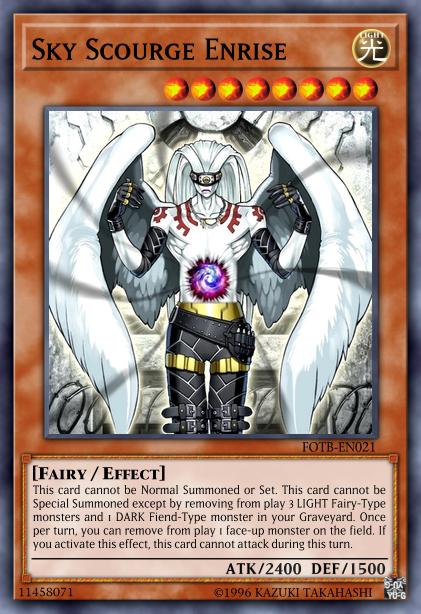 Sky Scourge Enrise
LIGHT
光
FOTB-EN021
[Fairy / Effect]
This card cannot be Normal Summoned or Set. This card cannot be
Special Summoned except by removing from play 3 LIGHT Fairy-Type
monsters and 1 DARK Fiend-Type monster in your Graveyard. Once
per turn, you can remove from play 1 face-up monster on the field. If
you activate this effect, this card cannot attack during this turn.
ATK/2400 DEF/1500
11458071
©1996 KAZUKI TAKAHASHI